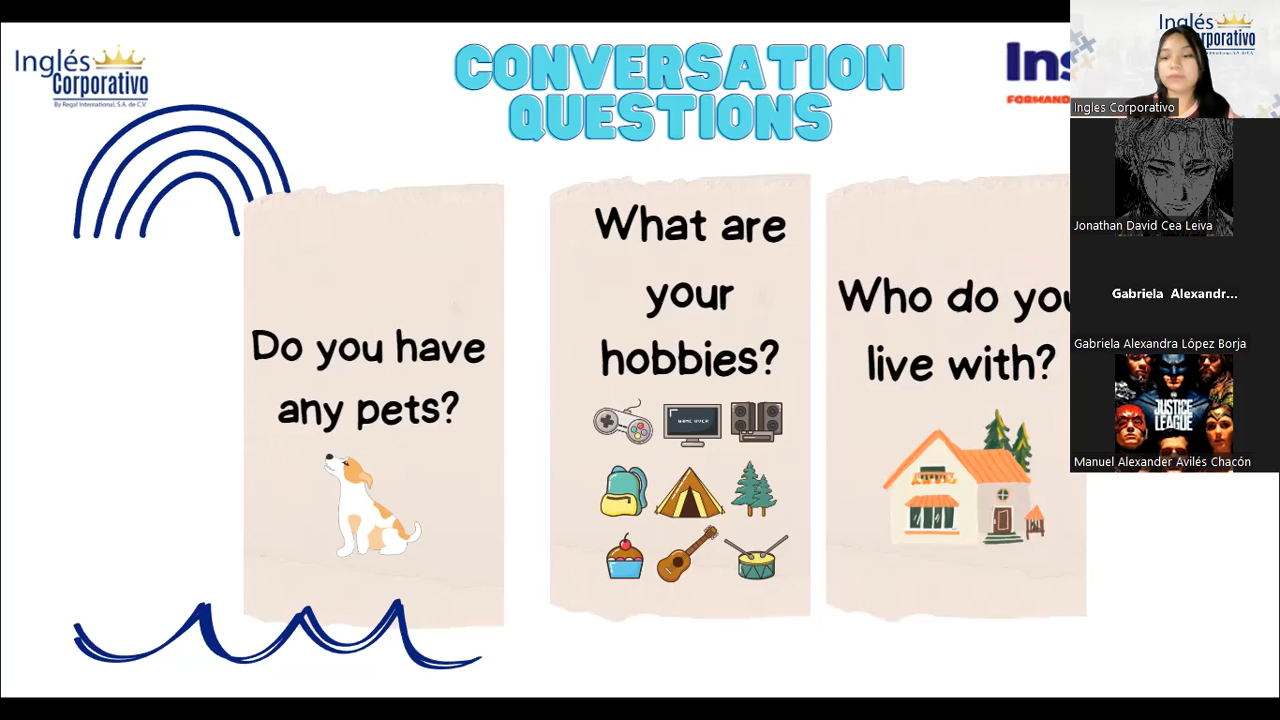 Inglés
Corporativo
By Regal International, S.A. de C.V.
CONVERSATION
QUESTIONS
Ins
FORMAND
Do you have
any pets?
What are
your
hobbies?
GAME OVER
Who do you
live with?
Inglés
Corporativo
Ingles Corporativo
Jonathan David Cea Leiva
Gabriela Alexandr...
Gabriela Alexandra López Borja
JUSTICE
LEAGUE
Manuel Alexander Avilés Chacón